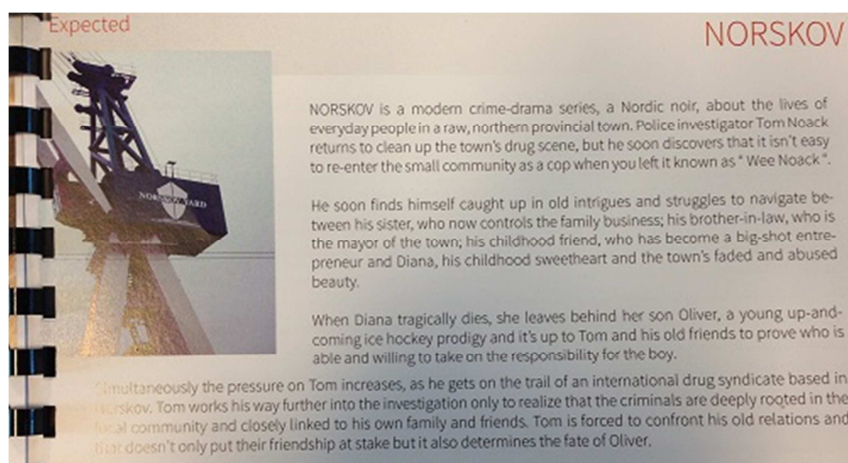 Expected
NORSKOV
NORSKOV YARD
NORSKOV is a modern crime-drama series, a Nordic noir, about the lives of
everyday people in a raw, northern provincial town. Police investigator Tom Noack
returns to clean up the town's drug scene, but he soon discovers that it isn't easy
to re-enter the small community as a cop when you left it known as " Wee Noack ".
He soon finds himself caught up in old intrigues and struggles to navigate be-
tween his sister, who now controls the family business; his brother-in-law, who is
the mayor of the town; his childhood friend, who has become a big-shot entre-
preneur and Diana, his childhood sweetheart and the town's faded and abused
beauty.
When Diana tragically dies, she leaves behind her son Oliver, a young up-and-
coming ice hockey prodigy and it's up to Tom and his old friends to prove who is
able and willing to take on the responsibility for the boy.
Simultaneously the pressure on Tom increases, as he gets on the trail of an international drug syndicate based in
Norskov. Tom works his way further into the investigation only to realize that the criminals are deeply rooted in the
local community and closely linked to his own family and friends. Tom is forced to confront his old relations and
that doesn't only put their friendship at stake but it also determines the fate of Oliver.